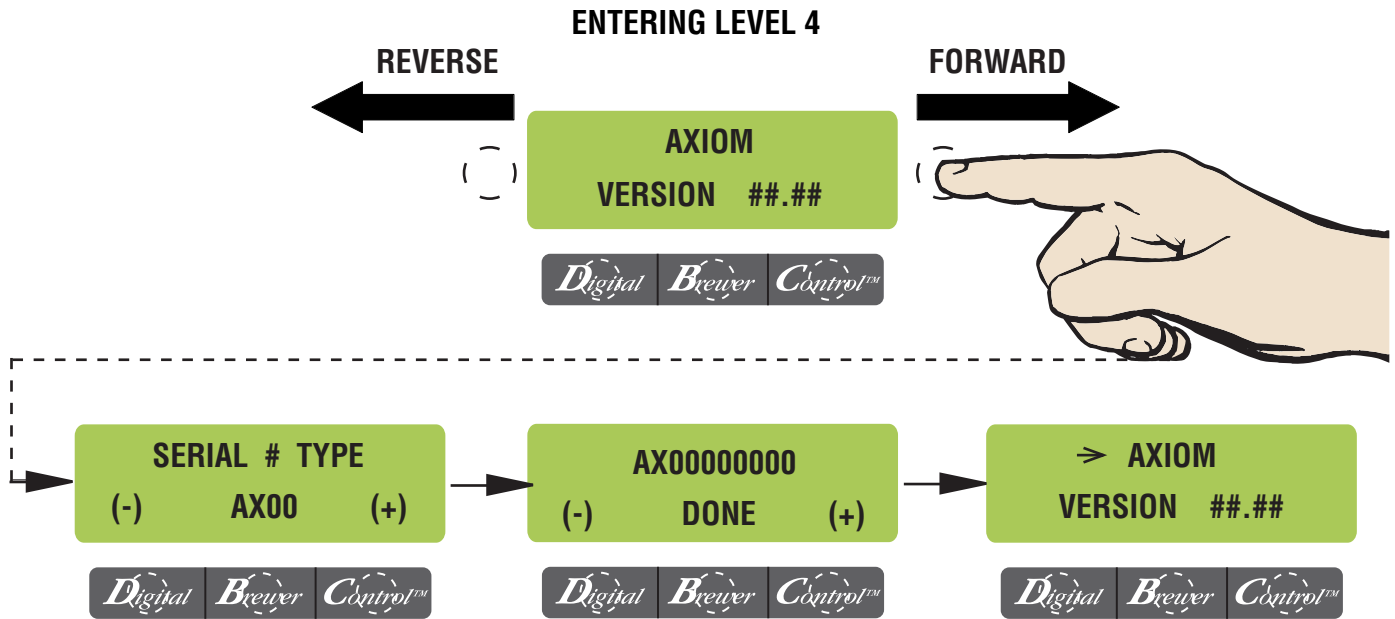 ENTERING LEVEL 4
REVERSE
FORWARD
AXIOM
VERSION ##.##
Digital Brewer Control™
SERIAL # TYPE
(-) AX00 (+)
Digital Brewer Control™
AX00000000
(-) DONE (+)
Digital Brewer Control™
→ AXIOM
VERSION ##.##
Digital Brewer Control™